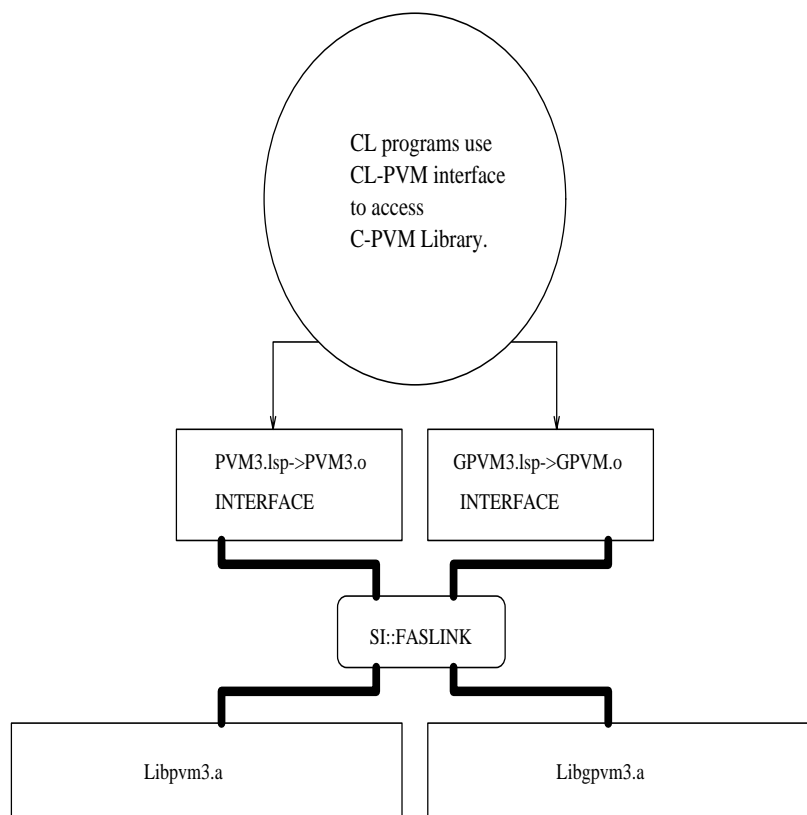 CL programs use
CL-PVM interface
to access
C-PVM Library.
PVM3.lsp->PVM3.o
INTERFACE
GPVM3.lsp->GPVM.o
INTERFACE
SI::FASLINK
Libpvm3.a
Libgpvm3.a